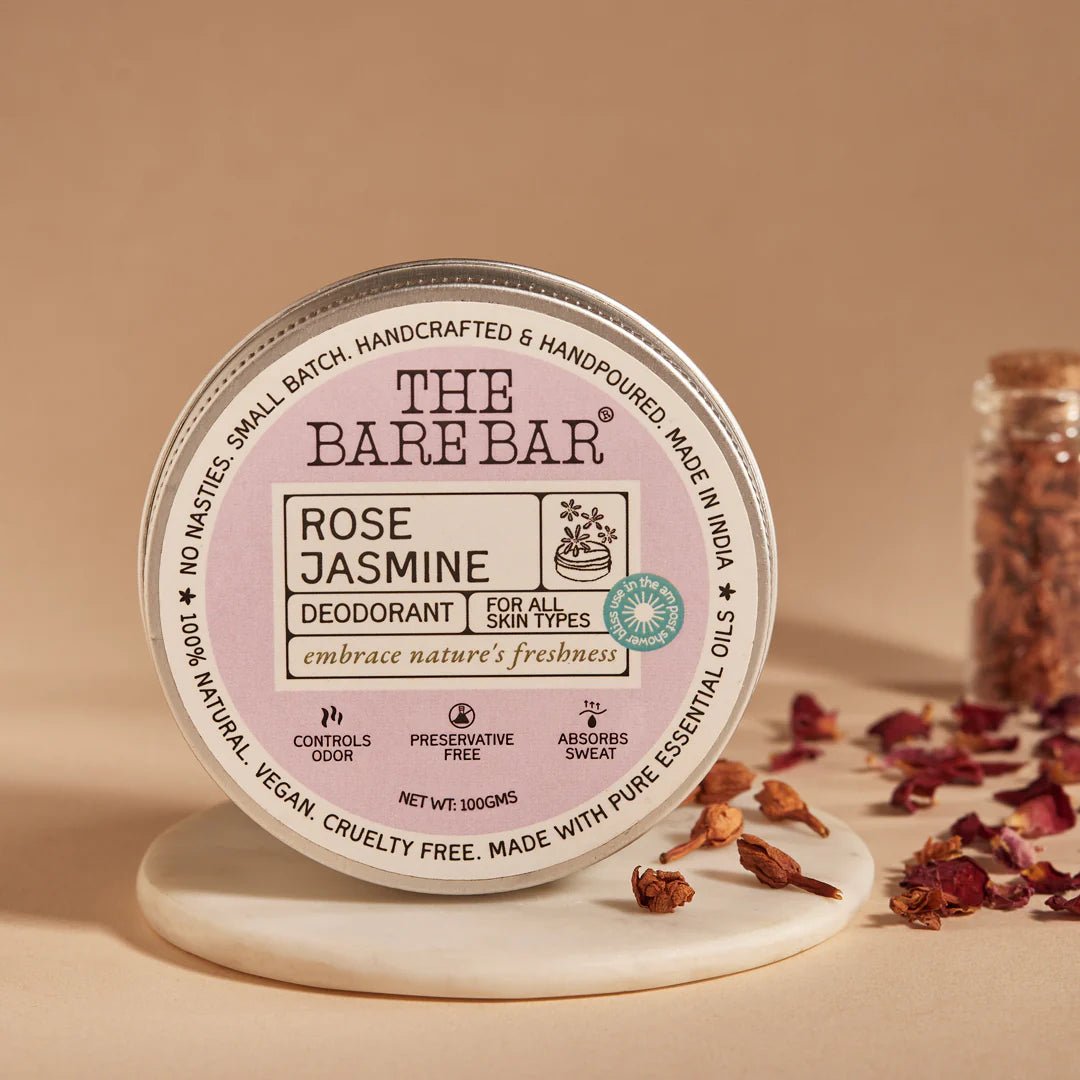 NO NASTIES. SMALL BATCH. HANDCRAFTED & HANDPOURED. MADE IN INDIA
THE
BARE BAR®
ROSE
JASMINE
DEODORANT
FOR ALL
SKIN TYPES
use in the am post shower bliss
embrace nature's freshness
CONTROLS
ODOR
PRESERVATIVE
FREE
ABSORBS
SWEAT
NET WT: 100GMS
100% NATURAL. VEGAN. CRUELTY FREE. MADE WITH PURE ESSENTIAL OILS